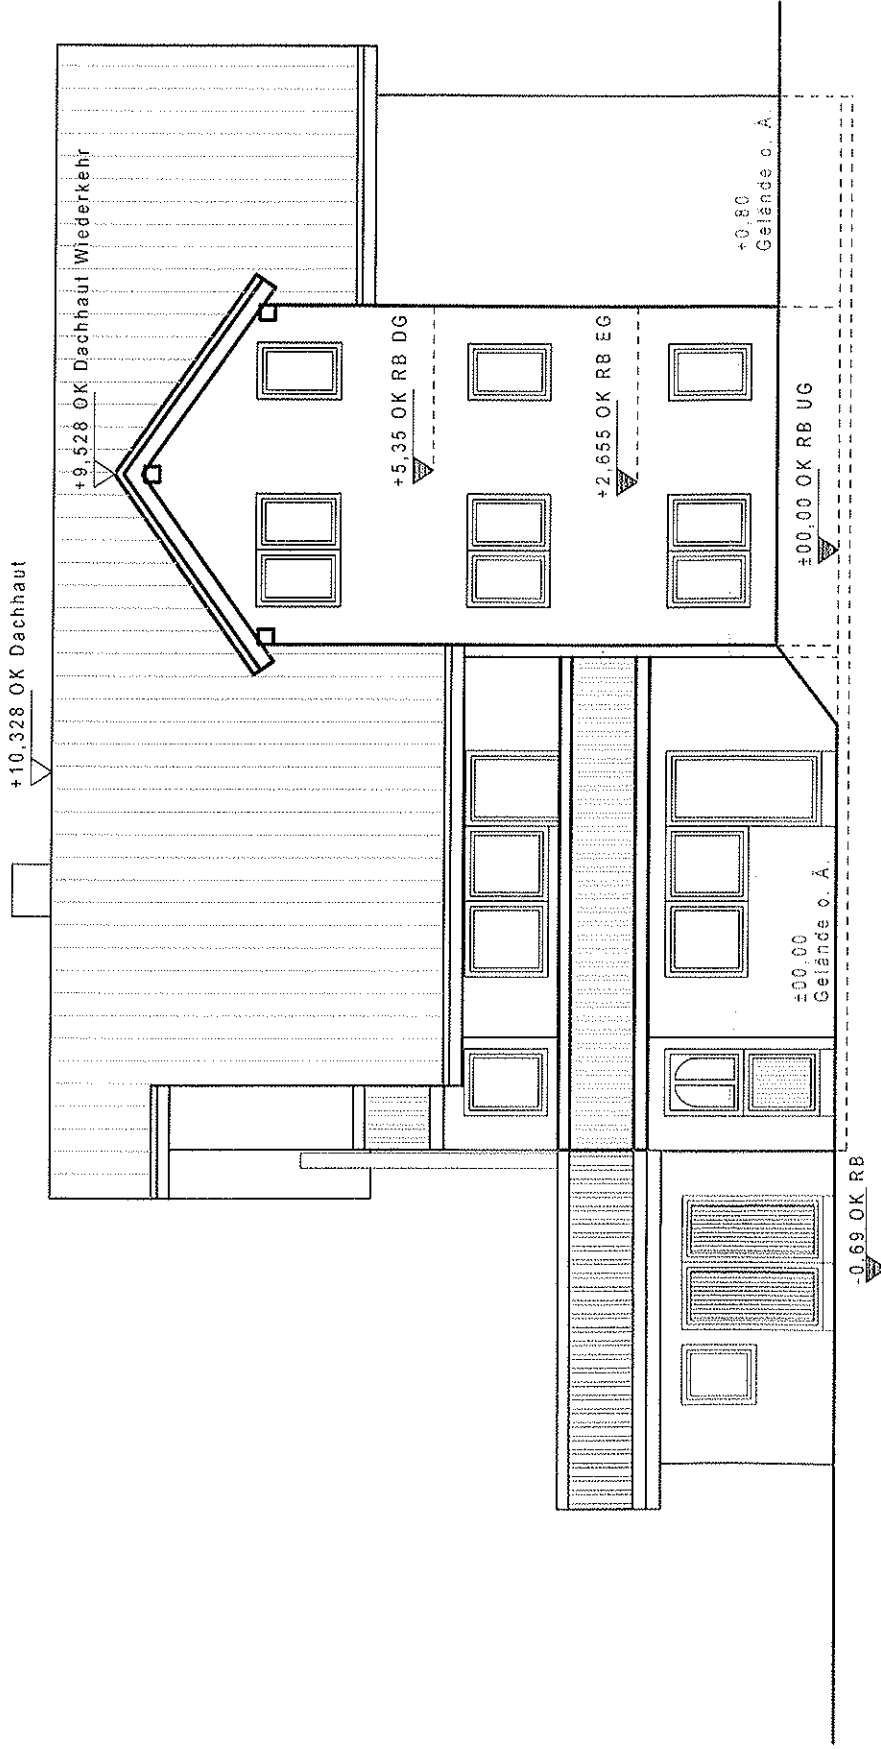 +10,328 OK Dachhaut
+9,528 OK Dachhaut Wiederkehr
+5,35 OK RB DG
+2,655 OK RB EG
+0,80
Gelände o. Ä.
±00,00 OK RB UG
±00,00
Gelände o. Ä.
-0,69 OK RB